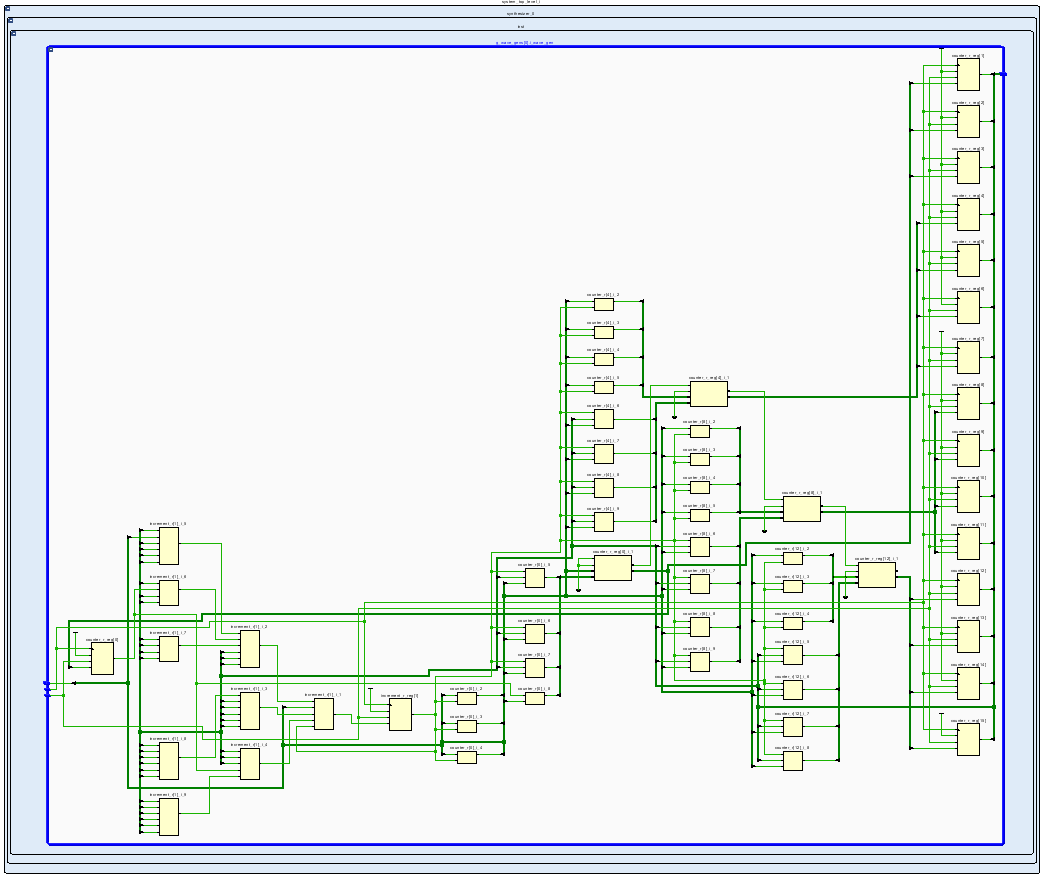 system_top_level_i
synthesizer_0
inst
g_wave_gens[0].i_wave_gen
counter_r_reg[1]
counter_r_reg[2]
counter_r_reg[3]
counter_r_reg[4]
counter_r_reg[5]
counter_r_reg[6]
counter_r[4]_i_2
counter_r[4]_i_3
counter_r_reg[7]
counter_r[4]_i_4
counter_r[4]_i_5
counter_r_reg[4]_i_1
counter_r_reg[8]
counter_r[4]_i_6
counter_r[8]_i_2
counter_r_reg[9]
counter_r[4]_i_7
counter_r[8]_i_3
counter_r[4]_i_8
counter_r[8]_i_4
counter_r_reg[10]
counter_r_reg[8]_i_1
counter_r[4]_i_9
counter_r[8]_i_5
increment_r[1]_i_5
counter_r_reg[11]
counter_r[8]_i_6
counter_r[12]_i_2
counter_r_reg[0]_i_1
counter_r_reg[12]_i_1
counter_r[0]_i_5
counter_r_reg[12]
increment_r[1]_i_6
counter_r[8]_i_7
counter_r[12]_i_3
counter_r[0]_i_6
counter_r[8]_i_8
counter_r[12]_i_4
counter_r_reg[13]
increment_r[1]_i_2
increment_r[1]_i_7
counter_r_reg[0]
counter_r[0]_i_7
counter_r[8]_i_9
counter_r[12]_i_5
counter_r_reg[14]
counter_r[12]_i_6
increment_r[1]_i_3
increment_r[1]_i_1
increment_r_reg[1]
counter_r[0]_i_2
counter_r[0]_i_8
counter_r[12]_i_7
counter_r[0]_i_3
counter_r_reg[15]
increment_r[1]_i_8
increment_r[1]_i_4
counter_r[0]_i_4
counter_r[12]_i_8
increment_r[1]_i_9